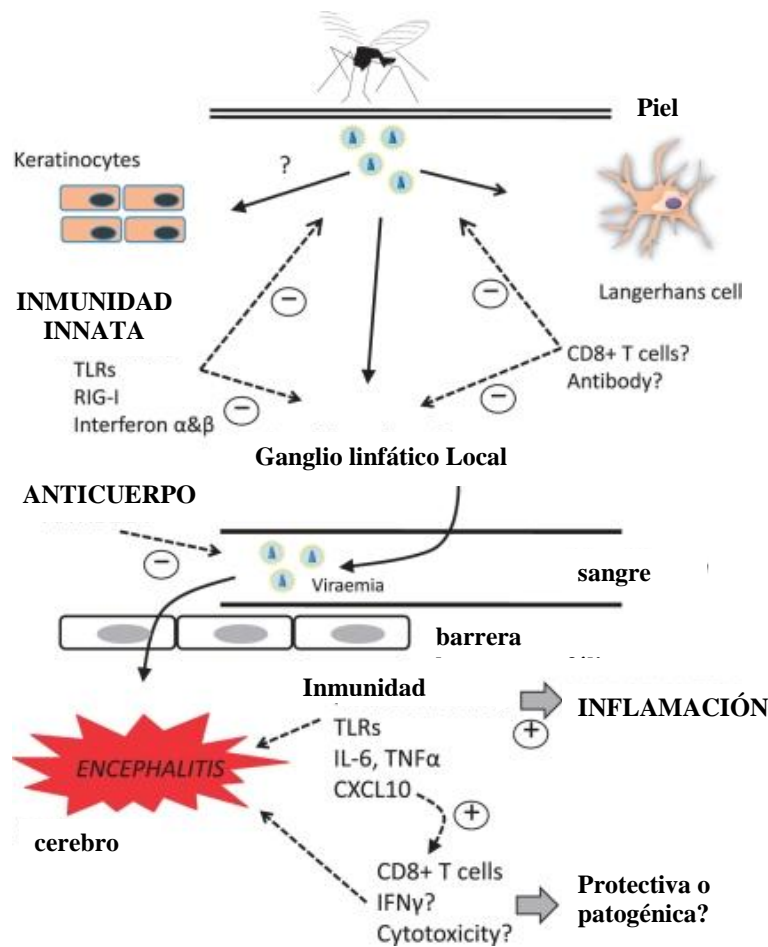 Piel
Keratinocytes
?
Langerhans cell
INMUNIDAD
INNATA
TLRs
RIG-I
Interferon α&β
CD8+ T cells?
Antibody?
Ganglio linfático Local
ANTICUERPO
Viraemia
sangre
barrera
Inmunidad
INFLAMACIÓN
TLRs
IL-6, TNFα
CXCL10
ENCEPHALITIS
cerebro
CD8+ T cells
IFNγ?
Cytotoxicity?
Protectiva o
patogénica?